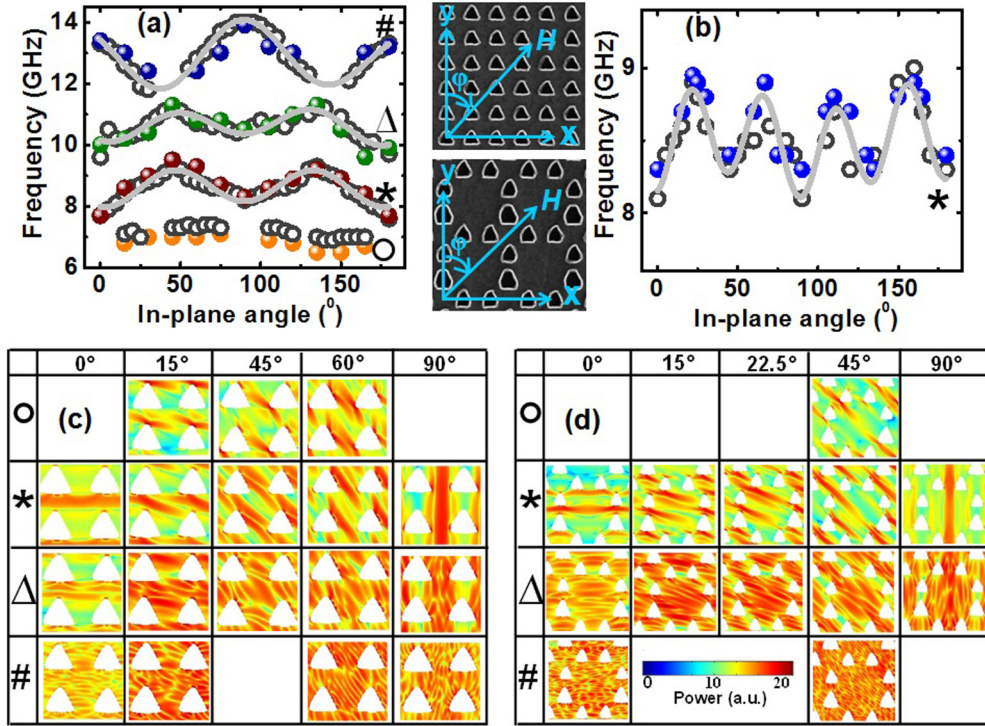 14
12
10
8
6
Frequency (GHz)
(a)
#
Δ
*
O
0
50
100
150
In-plane angle (⁰)
y
H
φ
x
y
H
φ
x
9
8
Frequency (GHz)
(b)
*
0
50
100
150
In-plane angle (⁰)
0° 15° 45° 60° 90°
O (c)
*
Δ
#
0° 15° 22.5° 45° 90°
O (d)
*
Δ
#
0 10 20
Power (a.u.)